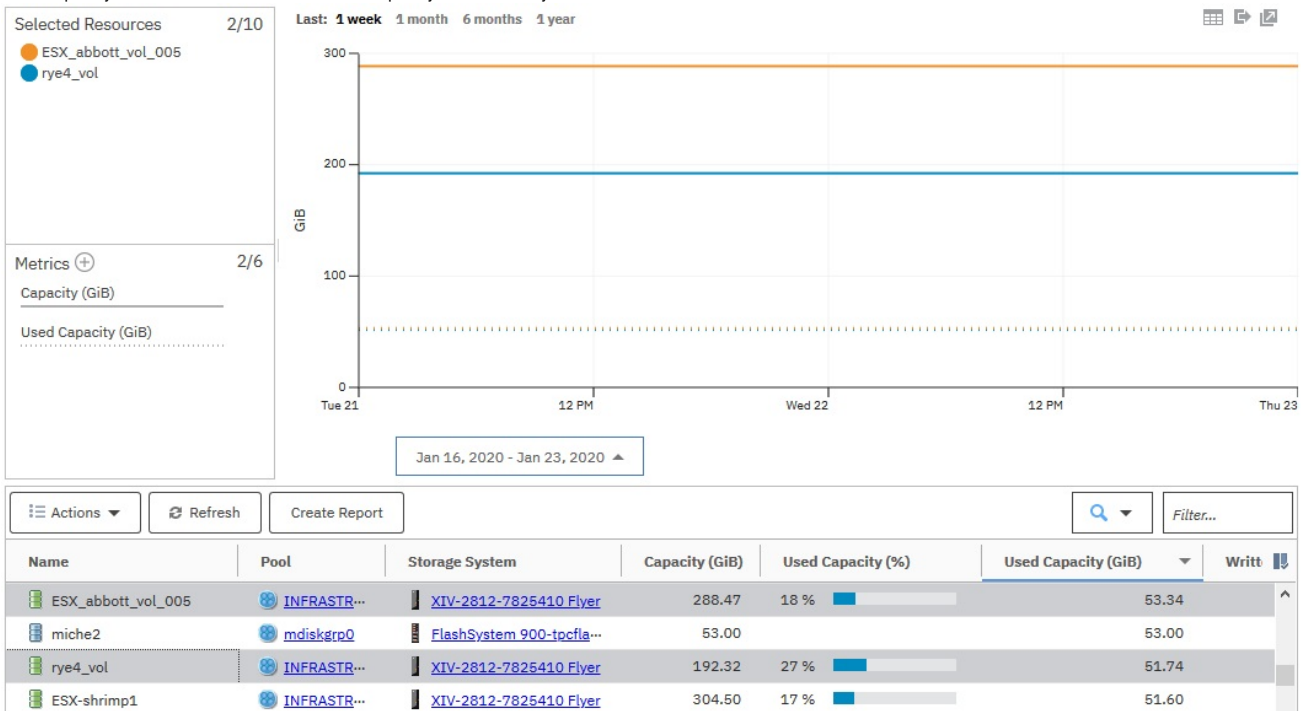 Selected Resources 2/10
ESX_abbott_vol_005
rye4_vol
Metrics 2/6
Capacity (GiB)
Used Capacity (GiB)
Last: 1 week 1 month 6 months 1 year
300
200
100
0
GiB
Tue 21 12 PM Wed 22 12 PM Thu 23
Jan 16, 2020 - Jan 23, 2020
Actions Refresh Create Report Filter...
Name Pool Storage System Capacity (GiB) Used Capacity (%) Used Capacity (GiB) Writt
ESX_abbott_vol_005 INFRASTR... XIV-2812-7825410 Flyer 288.47 18 % 53.34
miche2 mdiskgrp0 FlashSystem 900-tpcfla... 53.00 53.00
rye4_vol INFRASTR... XIV-2812-7825410 Flyer 192.32 27 % 51.74
ESX-shrimp1 INFRASTR... XIV-2812-7825410 Flyer 304.50 17 % 51.60